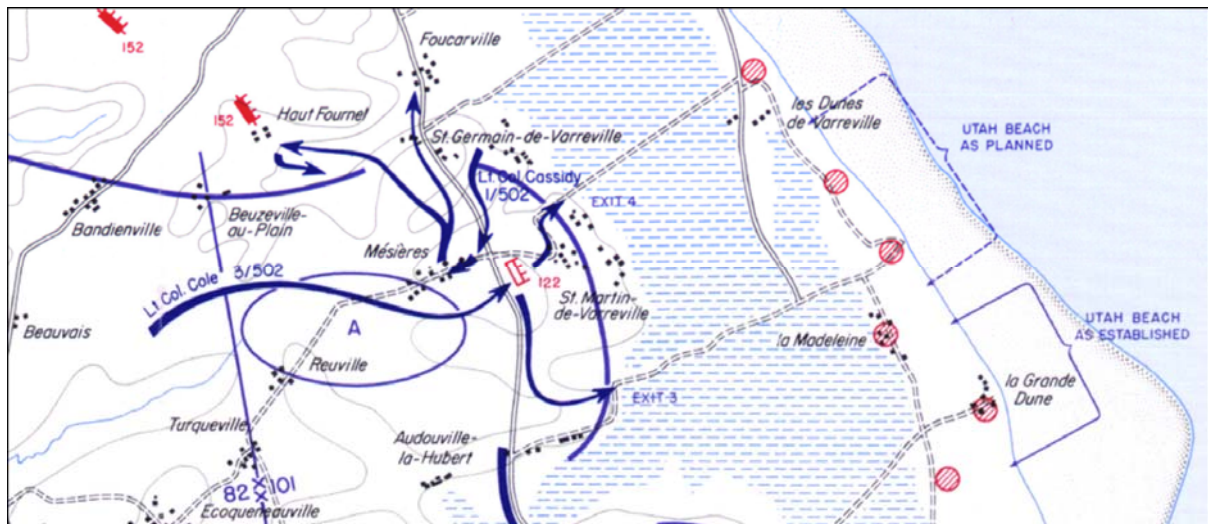 152
Foucarville
152
Haut Fournet
les Dunes
de Varreville
UTAH BEACH
AS PLANNED
St. Germain-de-Varreville
Lt. Col. Cassidy
1/502
EXIT 4
Bandienville
Beuzeville-
au-Plain
Mésières
Lt. Col. Cole 3/502
122
St. Martin-
de-Varreville
Beauvais
A
UTAH BEACH
AS ESTABLISHED
la Madeleine
Reuville
la Grande
Dune
EXIT 3
Turqueville
Audouville-
la-Hubert
82 101
Ecoqueneauville